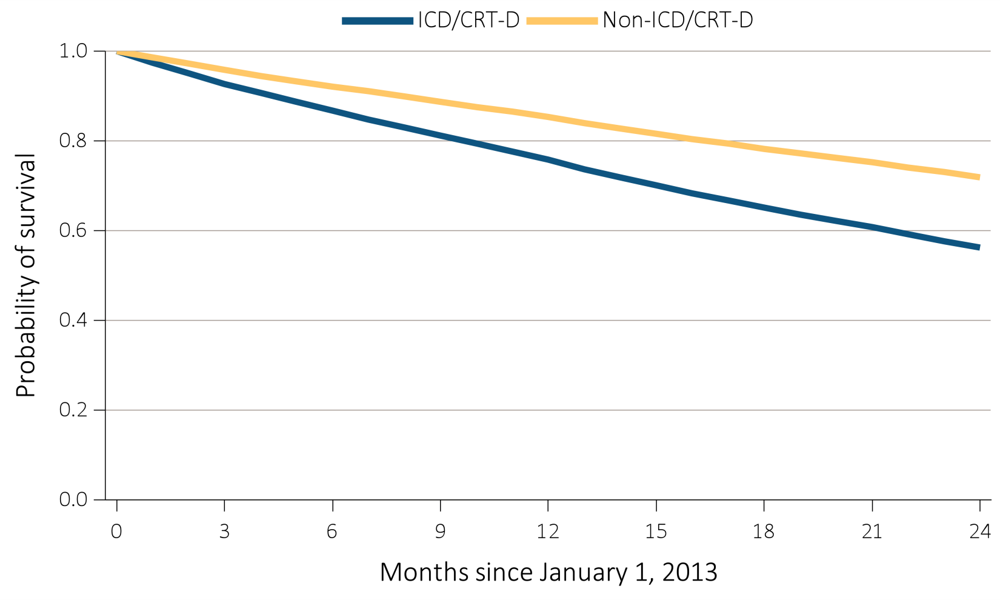 ICD/CRT-D Non-ICD/CRT-D
1.0
0.8
0.6
0.4
0.2
0.0
Probability of survival
0 3 6 9 12 15 18 21 24
Months since January 1, 2013